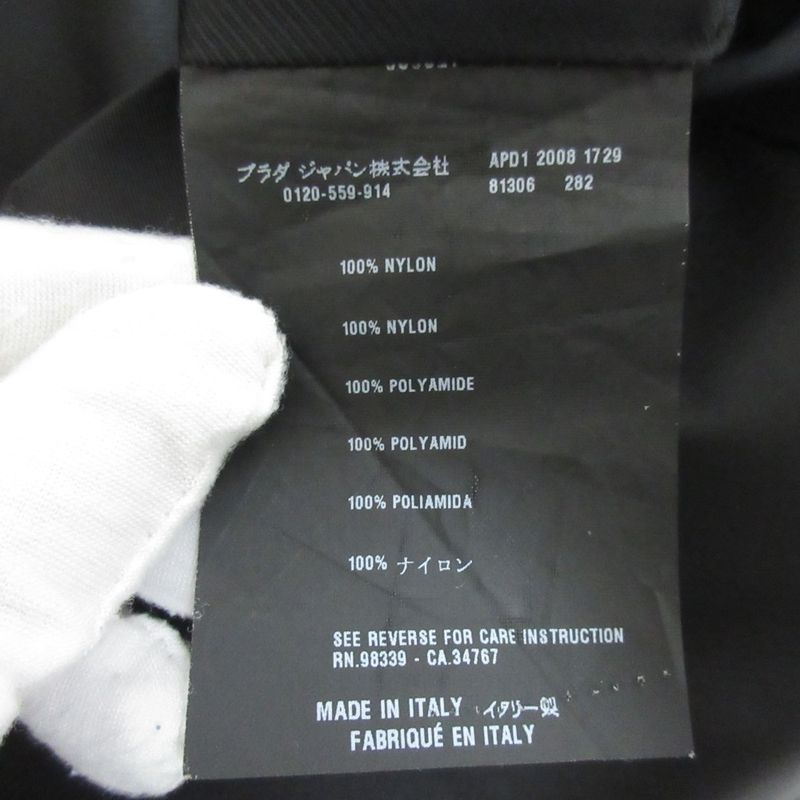 プラダ ジャパン株式会社 APD1 2008 1729
0120-559-914 81306 282
100% NYLON
100% NYLON
100% POLYAMIDE
100% POLYAMID
100% POLIAMIDA
100% ナイロン
SEE REVERSE FOR CARE INSTRUCTION
RN.98339 - CA.34767
MADE IN ITALY イタリー製
FABRIQUÉ EN ITALY